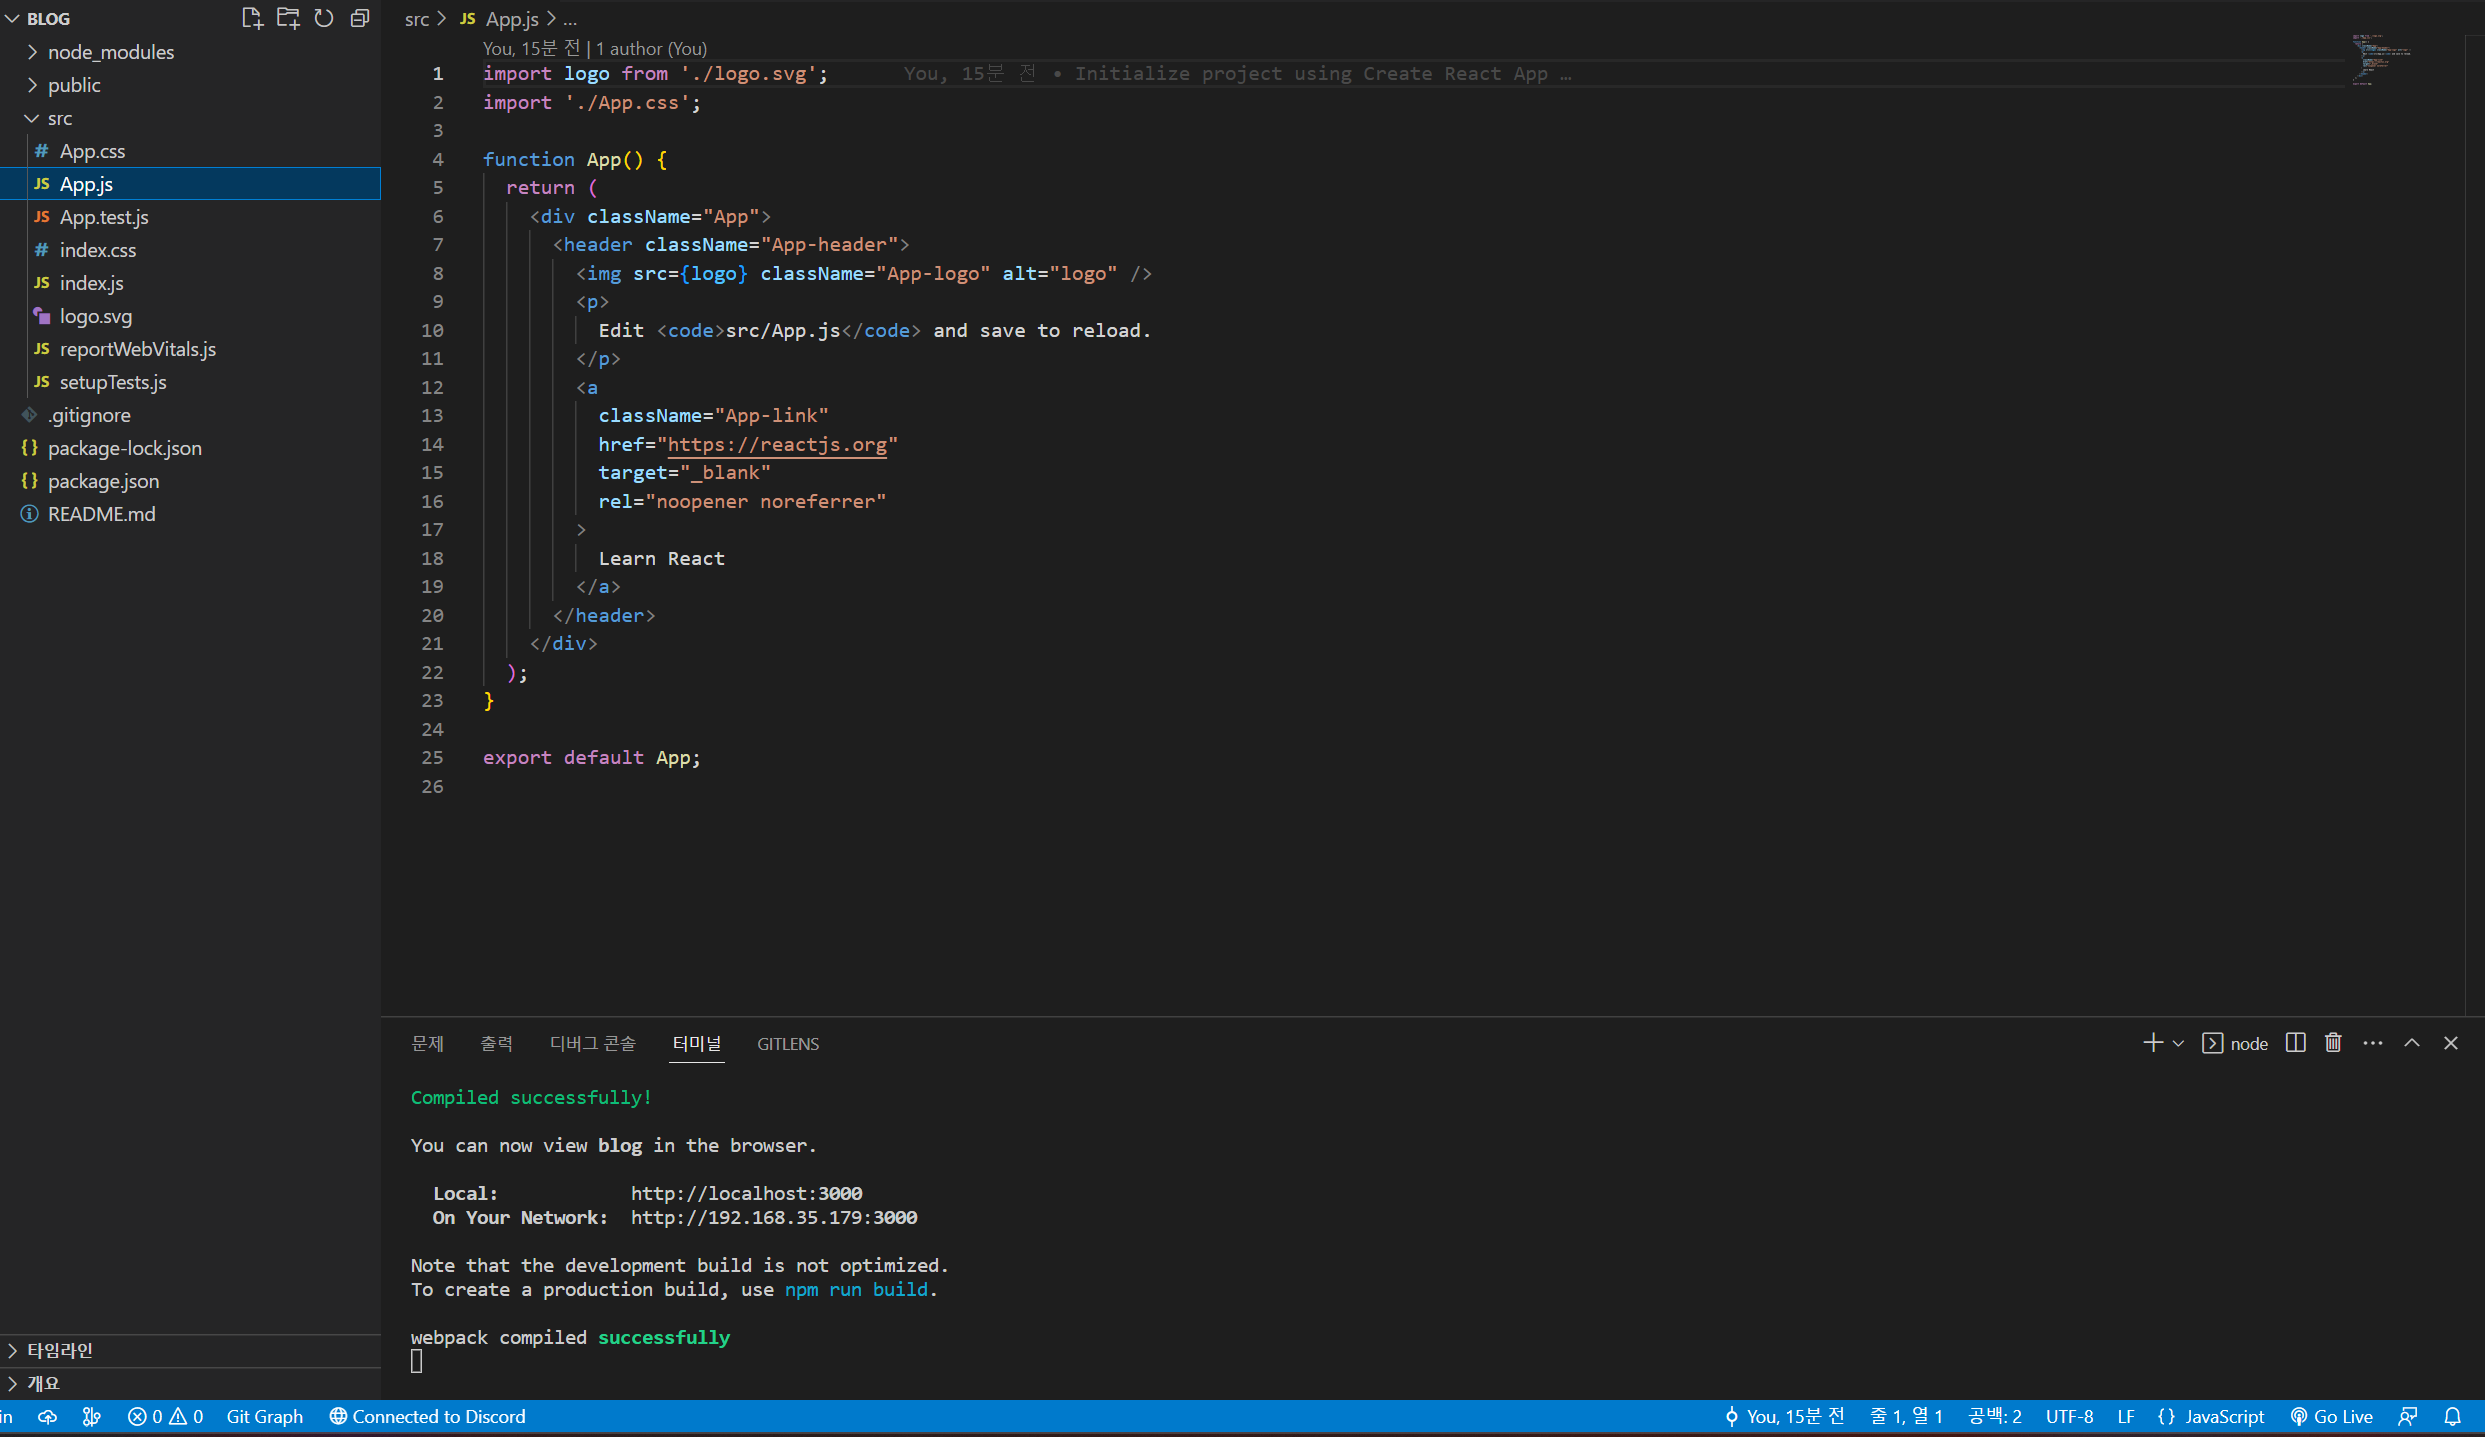 BLOG
node_modules
public
src
App.css
App.js
App.test.js
index.css
index.js
logo.svg
reportWebVitals.js
setupTests.js
.gitignore
package-lock.json
package.json
README.md
타임라인
개요
src > JS App.js > ...
You, 15분 전 | 1 author (You)
1 import logo from './logo.svg'; You, 15분 전 • Initialize project using Create React App …
2 import './App.css';
3
4 function App() {
5 return (
6 <div className="App">
7 <header className="App-header">
8 <img src={logo} className="App-logo" alt="logo" />
9 <p>
10 Edit <code>src/App.js</code> and save to reload.
11 </p>
12 <a
13 className="App-link"
14 href="https://reactjs.org"
15 target="_blank"
16 rel="noopener noreferrer"
17 >
18 Learn React
19 </a>
20 </header>
21 </div>
22 );
23 }
24
25 export default App;
26
문제 출력 디버그 콘솔 터미널 GITLENS node
Compiled successfully!
You can now view blog in the browser.
Local: http://localhost:3000
On Your Network: http://192.168.35.179:3000
Note that the development build is not optimized.
To create a production build, use npm run build.
webpack compiled successfully
in 0 0 Git Graph Connected to Discord You, 15분 전 줄 1, 열 1 공백: 2 UTF-8 LF {} JavaScript Go Live